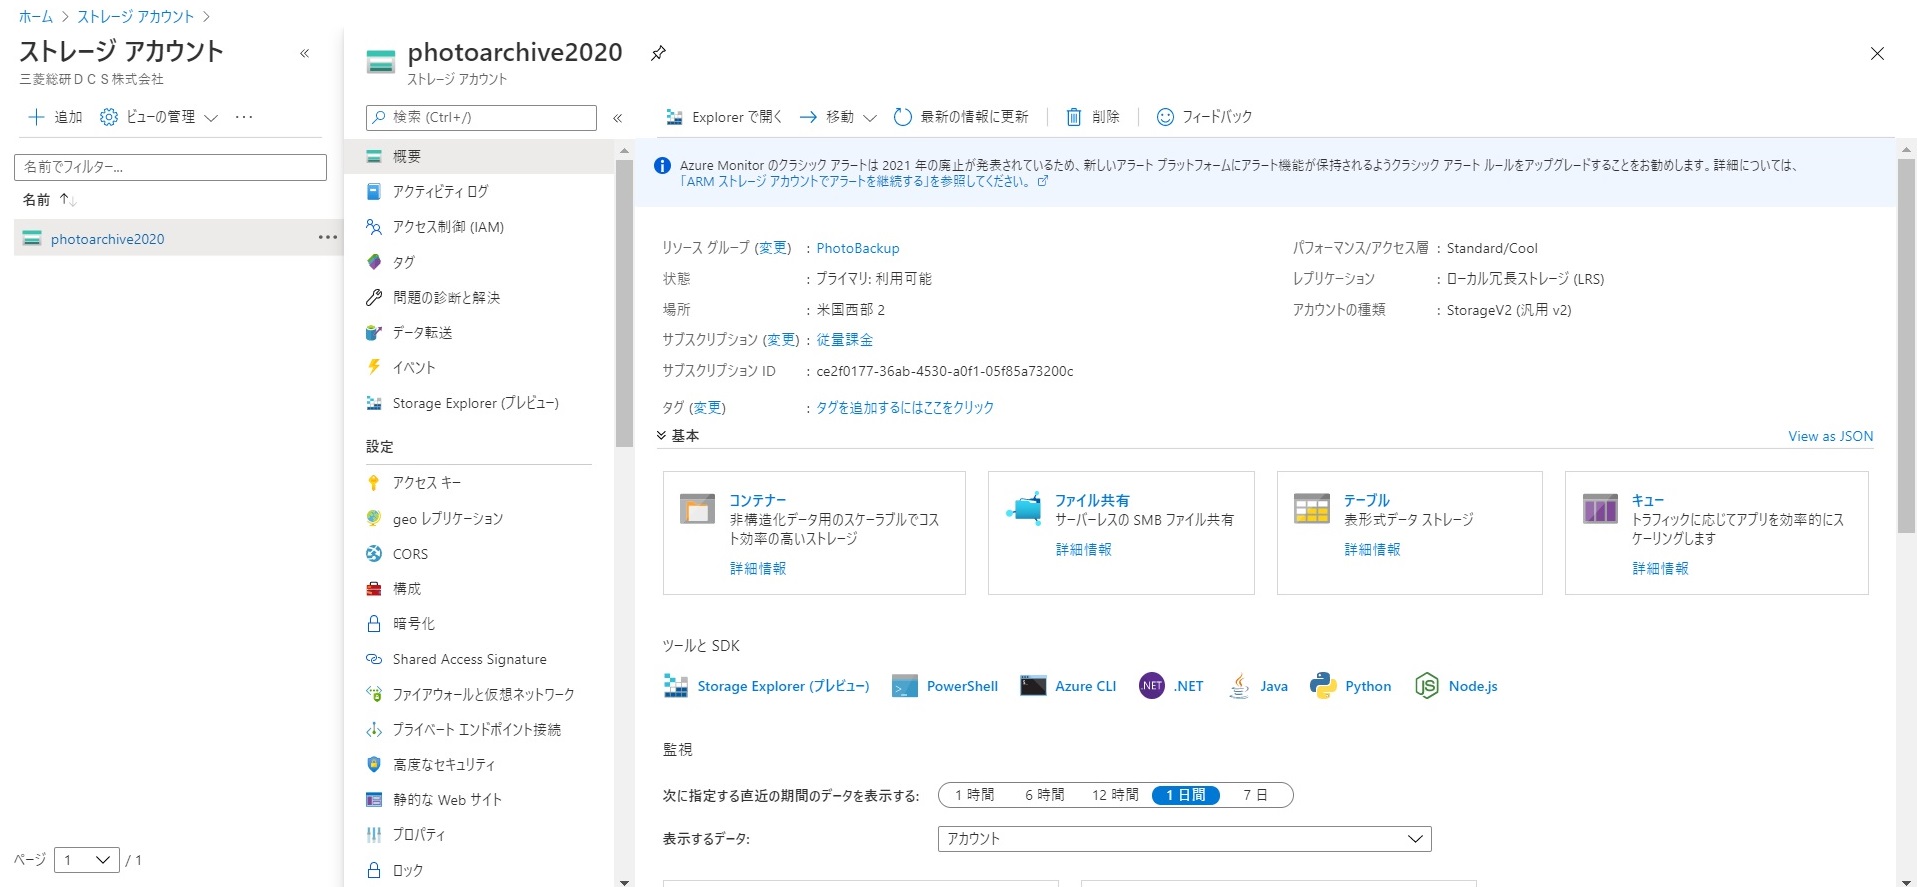 ホーム > ストレージ アカウント >
ストレージ アカウント
三菱総研ＤＣＳ株式会社
追加 ビューの管理 ...
名前でフィルター...
名前
photoarchive2020 •••
ページ 1 / 1
photoarchive2020
ストレージ アカウント
検索 (Ctrl+/)
概要
アクティビティ ログ
アクセス制御 (IAM)
タグ
問題の診断と解決
データ転送
イベント
Storage Explorer (プレビュー)
設定
アクセス キー
geo レプリケーション
CORS
構成
暗号化
Shared Access Signature
ファイアウォールと仮想ネットワーク
プライベート エンドポイント接続
高度なセキュリティ
静的な Web サイト
プロパティ
ロック
Explorer で開く 移動 最新の情報に更新 削除 フィードバック
Azure Monitor のクラシック アラートは 2021 年の廃止が発表されているため、新しいアラート プラットフォームにアラート機能が保持されるようクラシック アラート ルールをアップグレードすることをお勧めします。詳細については、
「ARM ストレージ アカウントでアラートを継続する」を参照してください。
リソース グループ (変更) : PhotoBackup
状態 : プライマリ: 利用可能
場所 : 米国西部 2
サブスクリプション (変更) : 従量課金
サブスクリプション ID : ce2f0177-36ab-4530-a0f1-05f85a73200c
タグ (変更) : タグを追加するにはここをクリック
パフォーマンス/アクセス層 : Standard/Cool
レプリケーション : ローカル冗長ストレージ (LRS)
アカウントの種類 : StorageV2 (汎用 v2)
基本
View as JSON
コンテナー
非構造化データ用のスケーラブルでコス
ト効率の高いストレージ
詳細情報
ファイル共有
サーバーレスの SMB ファイル共有
詳細情報
テーブル
表形式データ ストレージ
詳細情報
キュー
トラフィックに応じてアプリを効率的にス
ケーリングします
詳細情報
ツールと SDK
Storage Explorer (プレビュー) PowerShell Azure CLI .NET .NET Java Python Node.js
監視
次に指定する直近の期間のデータを表示する: 1 時間 6 時間 12 時間 1 日間 7 日
表示するデータ: アカウント